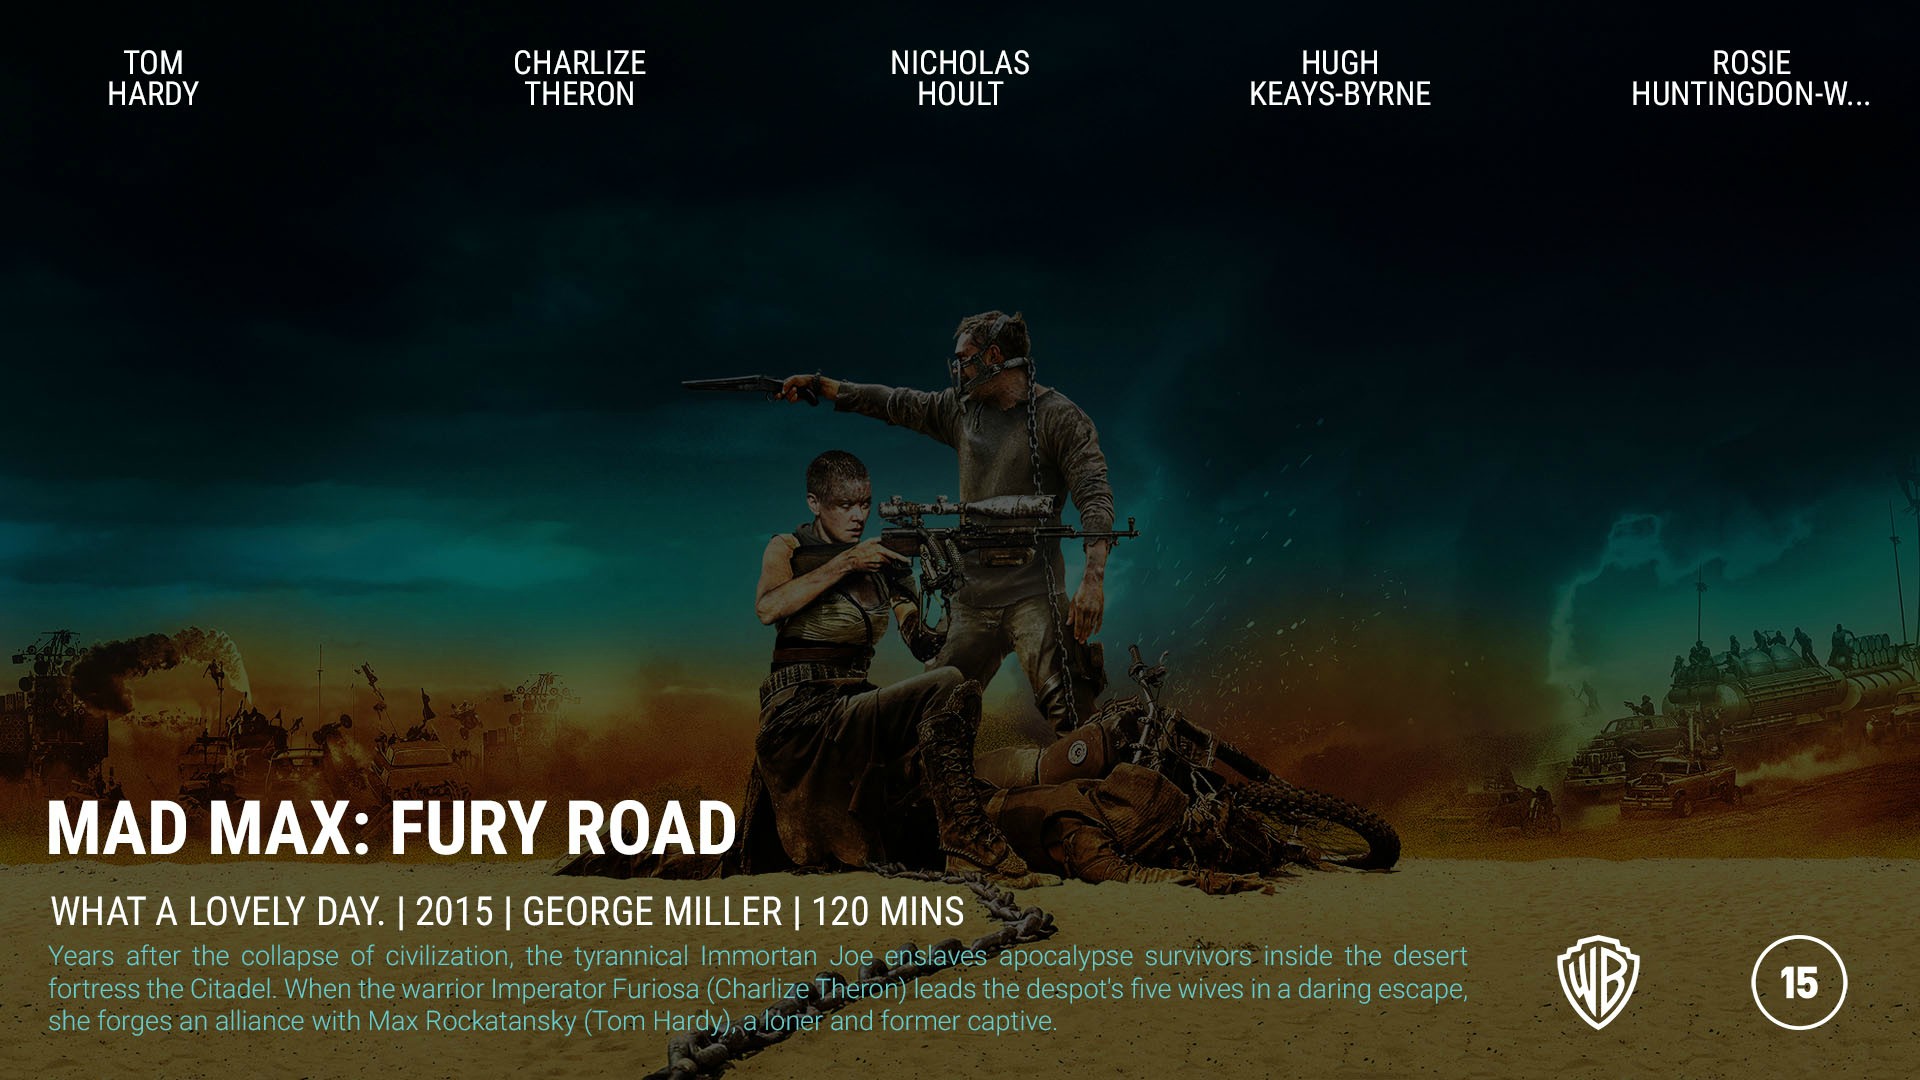 TOM
HARDY
CHARLIZE
THERON
NICHOLAS
HOULT
HUGH
KEAYS-BYRNE
ROSIE
HUNTINGDON-W...
MAD MAX: FURY ROAD
WHAT A LOVELY DAY. | 2015 | GEORGE MILLER | 120 MINS
Years after the collapse of civilization, the tyrannical Immortan Joe enslaves apocalypse survivors inside the desert
fortress the Citadel. When the warrior Imperator Furiosa (Charlize Theron) leads the despot's five wives in a daring escape,
she forges an alliance with Max Rockatansky (Tom Hardy), a loner and former captive.
WB
15